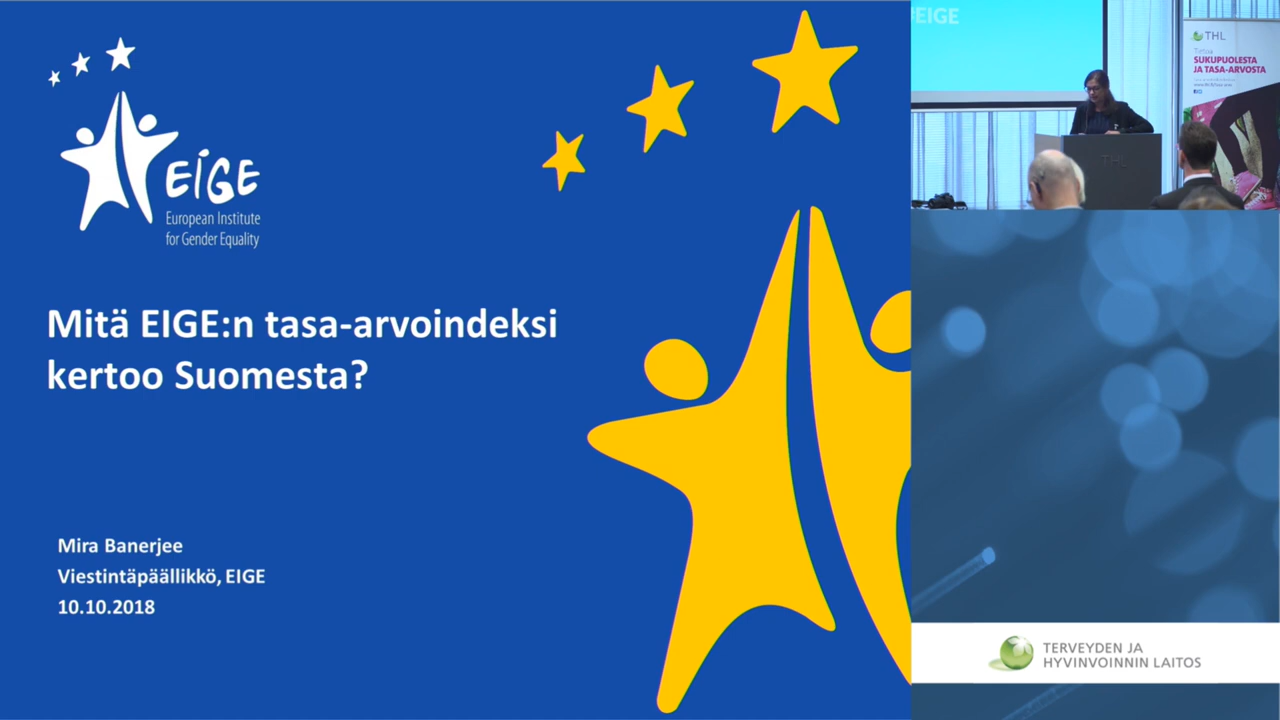 EIGE
European Institute
for Gender Equality
Mitä EIGE:n tasa-arvoindeksi
kertoo Suomesta?
Mira Banerjee
Viestintäpäällikkö, EIGE
10.10.2018
#EIGE
THL
Tietoa
SUKUPUOLESTA
JA TASA-ARVOSTA
THL
TERVEYDEN JA
HYVINVOINNIN LAITOS